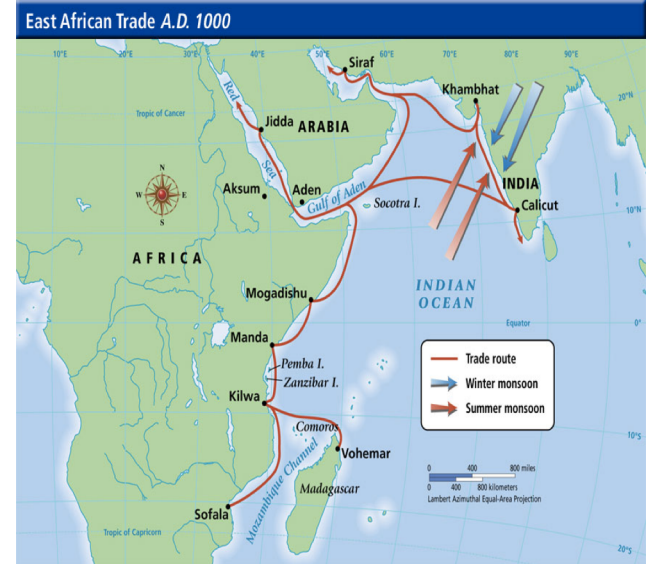 East African Trade A.D. 1000
10°E 20°E 30°E 40°E 50°E 60°E 70°E 80°E 90°E
Siraf
Khambhat
20°N
Red
Sea
Tropic of Cancer
Jidda
ARABIA
N
W E
S
Aksum
Aden
Gulf of Aden
Socotra I.
INDIA
Calicut
10°N
AFRICA
INDIAN
OCEAN
Mogadishu
Equator
0°
Manda
Pemba I.
Zanzibar I.
Kilwa
Trade route
Winter monsoon
Summer monsoon
Comoros
10°S
Vohemar
Mozambique Channel
Madagascar
0 400 800 miles
0 400 800 kilometers
Lambert Azimuthal Equal-Area Projection
Sofala
Tropic of Capricorn
20°S